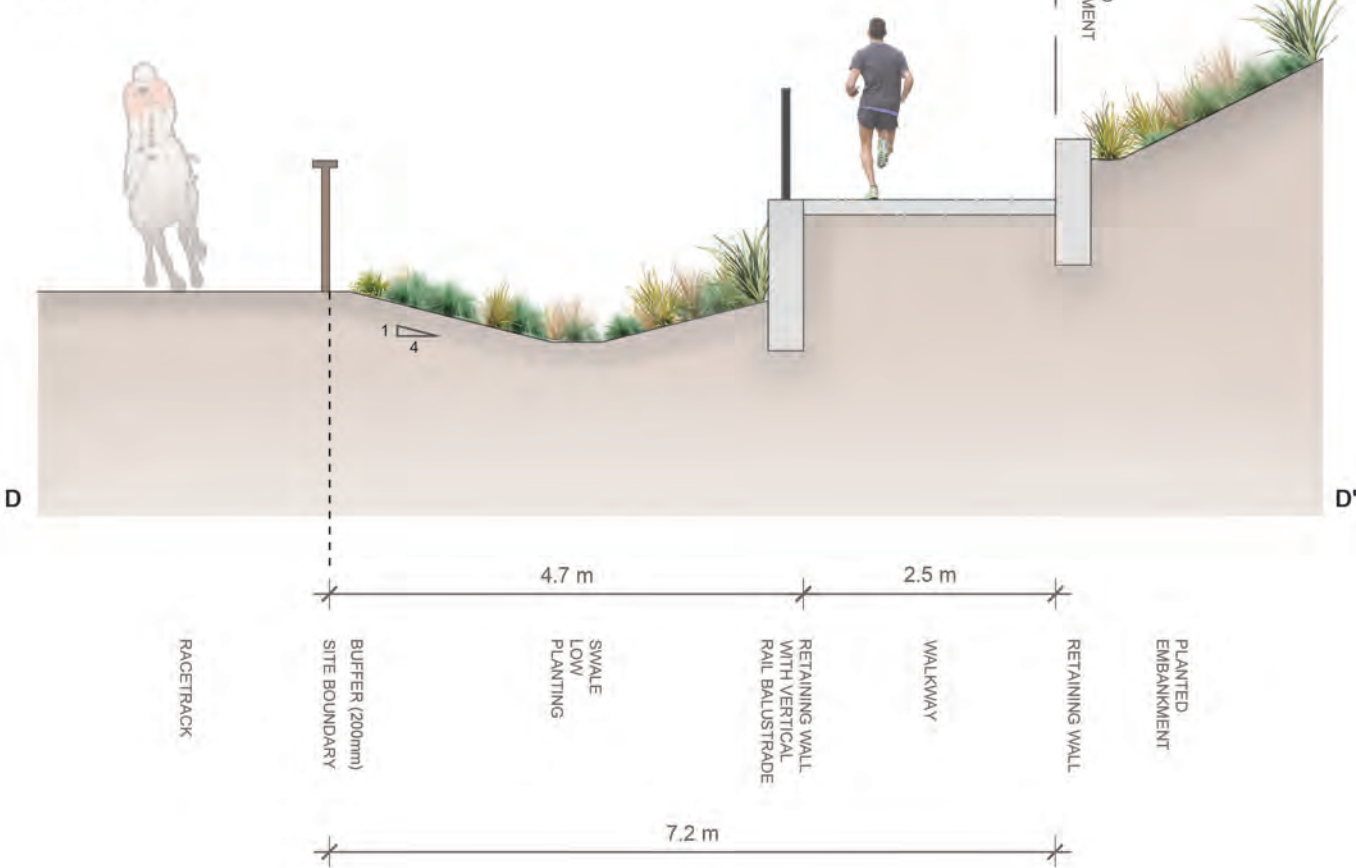 MENT
1
4
D
D'
4.7 m
2.5 m
RACETRACK
BUFFER (200mm)
SITE BOUNDARY
SWALE
LOW
PLANTING
RETAINING WALL
WITH VERTICAL
RAIL BALUSTRADE
WALKWAY
RETAINING WALL
PLANTED
EMBANKMENT
7.2 m